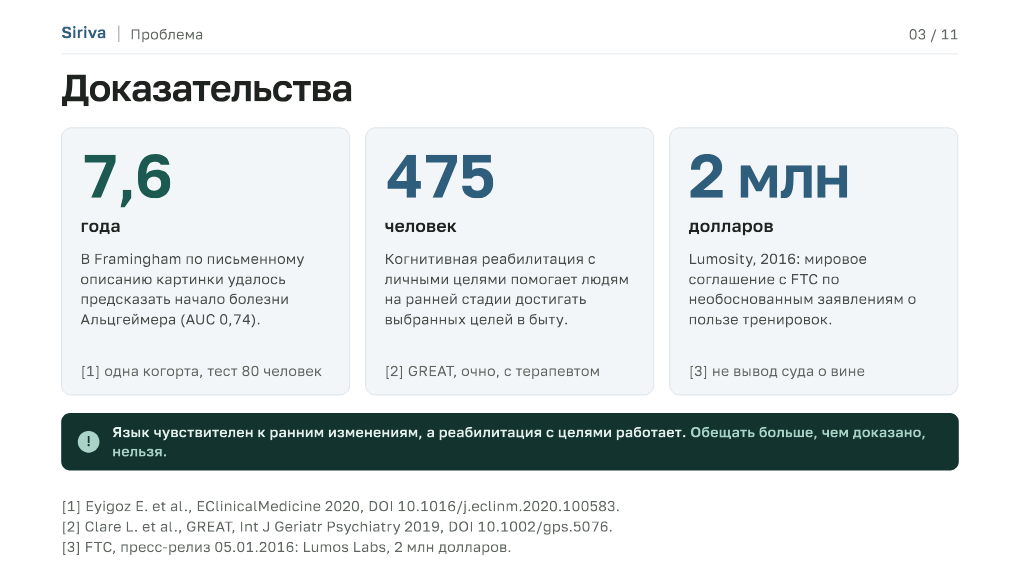 Siriva | Проблема
03 / 11
Доказательства
7,6
года
В Framingham по письменному
описанию картинки удалось
предсказать начало болезни
Альцгеймера (AUC 0,74).
[1] одна когорта, тест 80 человек
475
человек
Когнитивная реабилитация с
личными целями помогает людям
на ранней стадии достигать
выбранных целей в быту.
[2] GREAT, очно, с терапевтом
2 млн
долларов
Lumosity, 2016: мировое
соглашение с FTC по
необоснованным заявлениям о
пользе тренировок.
[3] не вывод суда о вине
! Язык чувствителен к ранним изменениям, а реабилитация с целями работает. Обещать больше, чем доказано,
нельзя.
[1] Eyigoz E. et al., EClinicalMedicine 2020, DOI 10.1016/j.eclinm.2020.100583.
[2] Clare L. et al., GREAT, Int J Geriatr Psychiatry 2019, DOI 10.1002/gps.5076.
[3] FTC, пресс-релиз 05.01.2016: Lumos Labs, 2 млн долларов.